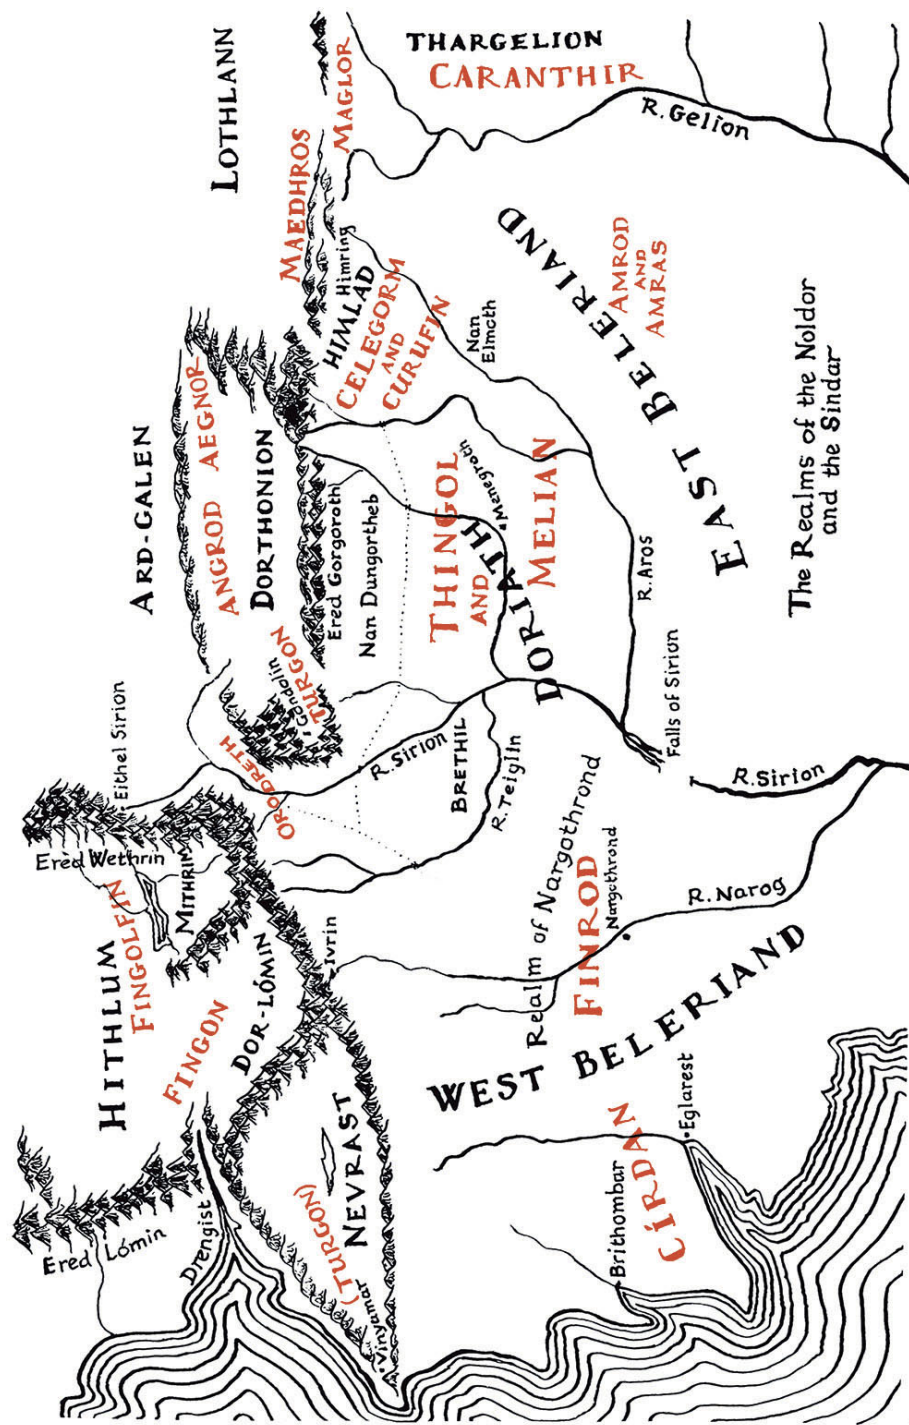 LOTHLANN
ARD-GALEN
Eithel Sirion
HITHLUM
FINGOLFIN
Ered Wethrin
MITHRIM
FINGON
DOR-LÓMIN
Ered Lómin
Drengist
(TURGON)
NEVRAST
Vinyamar
Ivrin
ANGROD AEGNOR
DORTHONION
Ered Gorgoroth
Nan Dungortheb
TURGON
Gondolin
ORODRETH
MAEDHROS
MAGLOR
Himring
HIMLAD
CELEGORM
AND
CURUFIN
THARGELION
CARANTHIR
R. Gelion
R. Sirion
BRETHIL
R. Teiglin
THINGOL
AND
MELIAN
DORIATH
Menegroth
Nan
Elmoth
R. Aros
EAST BELERIAND
AMROD
AND
AMRAS
Falls of Sirion
R. Sirion
Realm of Nargothrond
FINROD
Nargothrond
R. Narog
WEST BELERIAND
Brithombar
CÍRDAN
Eglarest
The Realms of the Noldor
and the Sindar